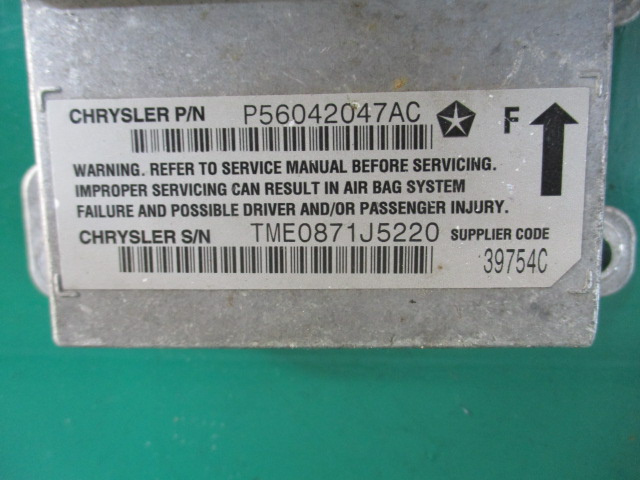 CHRYSLER P/N P56042047AC F
WARNING. REFER TO SERVICE MANUAL BEFORE SERVICING.
IMPROPER SERVICING CAN RESULT IN AIR BAG SYSTEM
FAILURE AND POSSIBLE DRIVER AND/OR PASSENGER INJURY.
CHRYSLER S/N TME0871J5220 SUPPLIER CODE
39754C